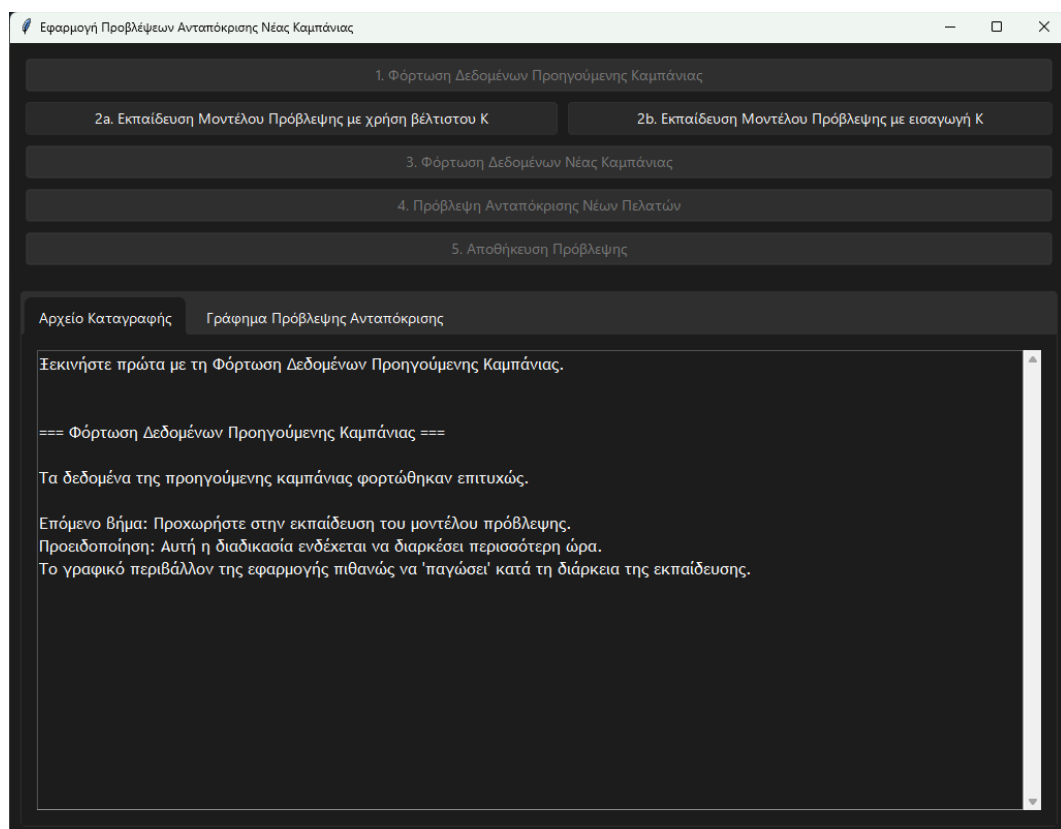 Εφαρμογή Προβλέψεων Ανταπόκρισης Νέας Καμπάνιας
1. Φόρτωση Δεδομένων Προηγούμενης Καμπάνιας
2a. Εκπαίδευση Μοντέλου Πρόβλεψης με χρήση βέλτιστου K
2b. Εκπαίδευση Μοντέλου Πρόβλεψης με εισαγωγή K
3. Φόρτωση Δεδομένων Νέας Καμπάνιας
4. Πρόβλεψη Ανταπόκρισης Νέων Πελατών
5. Αποθήκευση Πρόβλεψης
Αρχείο Καταγραφής
Γράφημα Πρόβλεψης Ανταπόκρισης
Ξεκινήστε πρώτα με τη Φόρτωση Δεδομένων Προηγούμενης Καμπάνιας.
=== Φόρτωση Δεδομένων Προηγούμενης Καμπάνιας ===
Τα δεδομένα της προηγούμενης καμπάνιας φορτώθηκαν επιτυχώς.
Επόμενο βήμα: Προχωρήστε στην εκπαίδευση του μοντέλου πρόβλεψης.
Προειδοποίηση: Αυτή η διαδικασία ενδέχεται να διαρκέσει περισσότερη ώρα.
Το γραφικό περιβάλλον της εφαρμογής πιθανώς να 'παγώσει' κατά τη διάρκεια της εκπαίδευσης.